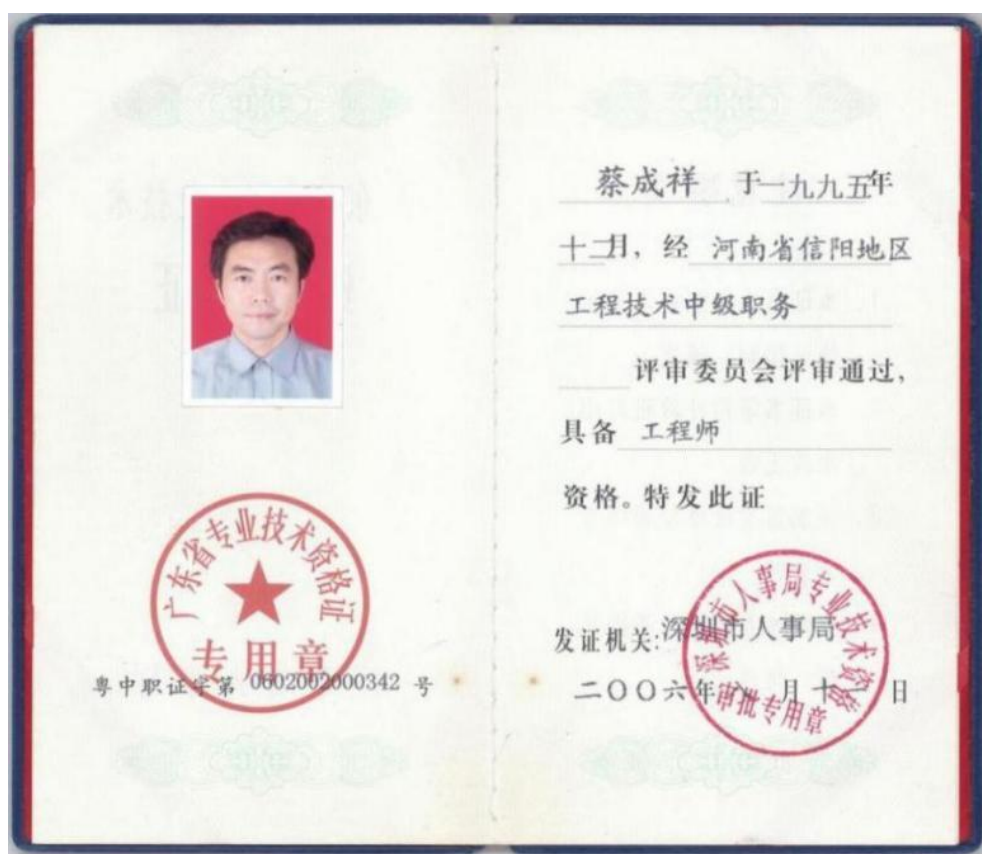 广东省专业技术资格证
专用章
粤中职证字第 0602002000342 号
蔡成祥 于一九九五年
十二月, 经 河南省信阳地区
工程技术中级职务
评审委员会评审通过,
具备 工程师
资格。特发此证
发证机关:深圳市人事局
二〇〇六年 月十 日
深圳市人事局专业技术资格
审批专用章